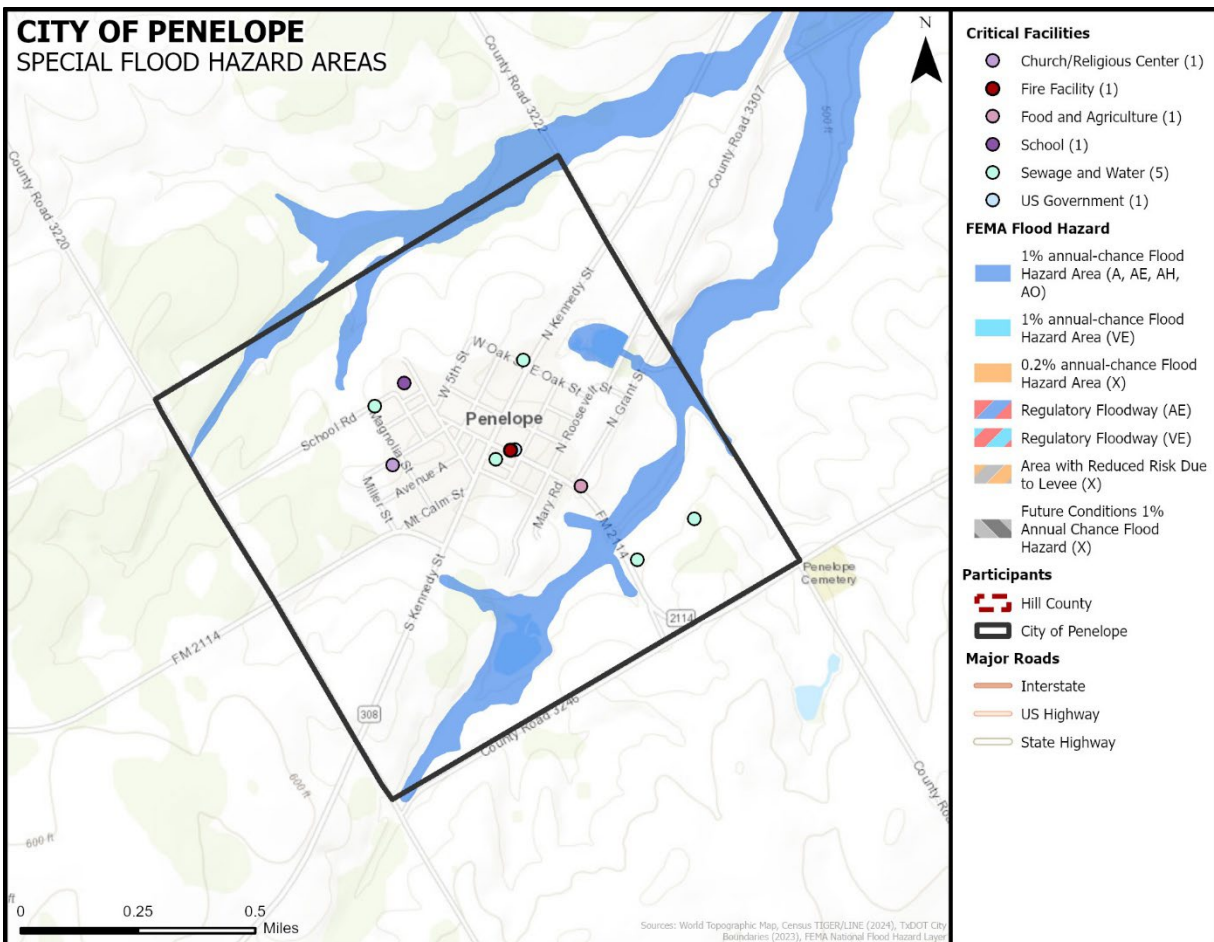 CITY OF PENELOPE
SPECIAL FLOOD HAZARD AREAS
N
County Road 3222
County Road 3307
500 ft
County Road 3220
N Kennedy St
W 5th St
W Oak St
E Oak St
N Roosevelt St
N Grant St
Penelope
School Rd
Magnolia St
Avenue A
Miller St
Mt Calm St
Mary Rd
FM 2114
S Kennedy St
FM 2114
2114
Penelope
Cemetery
308
County Road 3246
County Ro
600 ft
600 ft
ft
0 0.25 0.5
Miles
Sources: World Topographic Map, Census TIGER/LINE (2024), TxDOT City
Boundaries (2023), FEMA National Flood Hazard Layer
Critical Facilities
Church/Religious Center (1)
Fire Facility (1)
Food and Agriculture (1)
School (1)
Sewage and Water (5)
US Government (1)
FEMA Flood Hazard
1% annual-chance Flood
Hazard Area (A, AE, AH,
AO)
1% annual-chance Flood
Hazard Area (VE)
0.2% annual-chance Flood
Hazard Area (X)
Regulatory Floodway (AE)
Regulatory Floodway (VE)
Area with Reduced Risk Due
to Levee (X)
Future Conditions 1%
Annual Chance Flood
Hazard (X)
Participants
Hill County
City of Penelope
Major Roads
Interstate
US Highway
State Highway